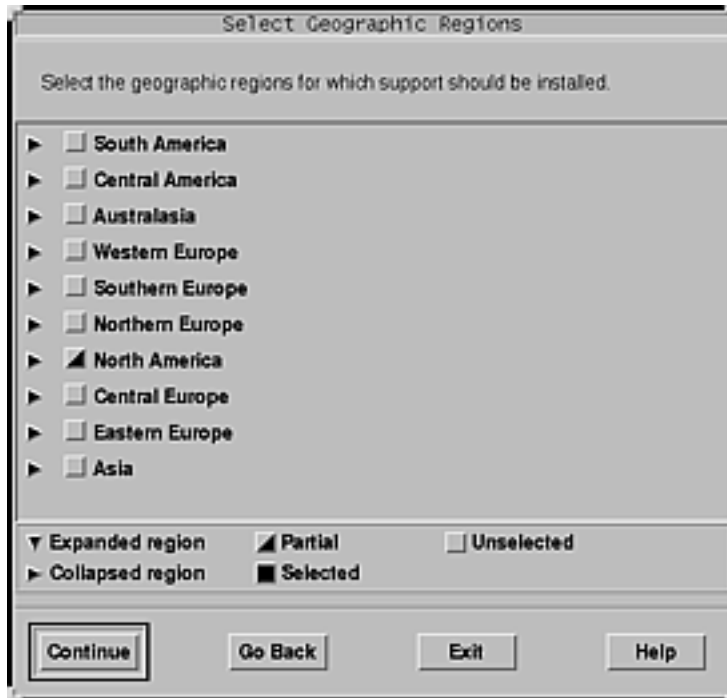 Select Geographic Regions
Select the geographic regions for which support should be installed.
South America
Central America
Australasia
Western Europe
Southern Europe
Northern Europe
North America
Central Europe
Eastern Europe
Asia
Expanded region Partial Unselected
Collapsed region Selected
Continue Go Back Exit Help